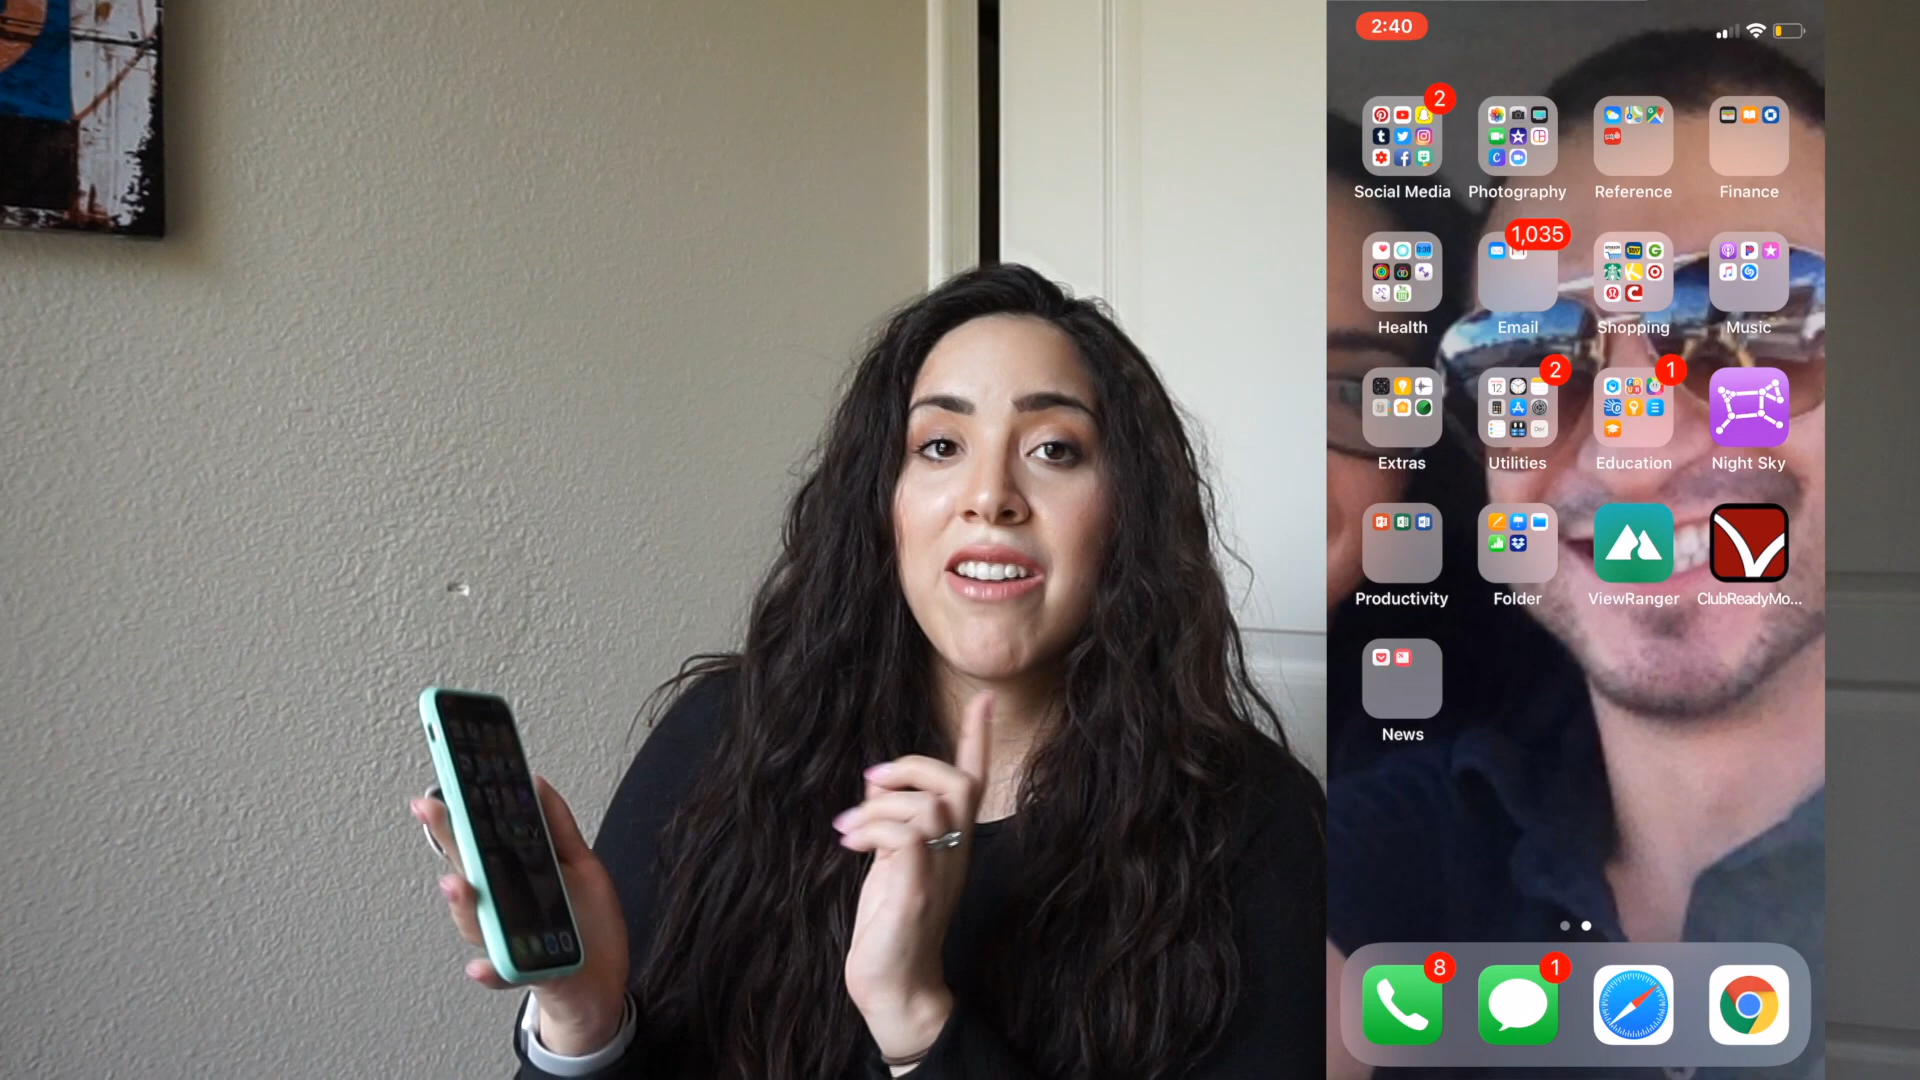 2:40
2
Social Media Photography Reference Finance
1,035
Health Email Shopping Music
2 1
Extras Utilities Education Night Sky
Productivity Folder ViewRanger ClubReadyMo...
News
8 1